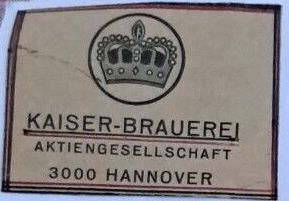 KAISER-BRAUEREI
AKTIENGESELLSCHAFT
3000 HANNOVER